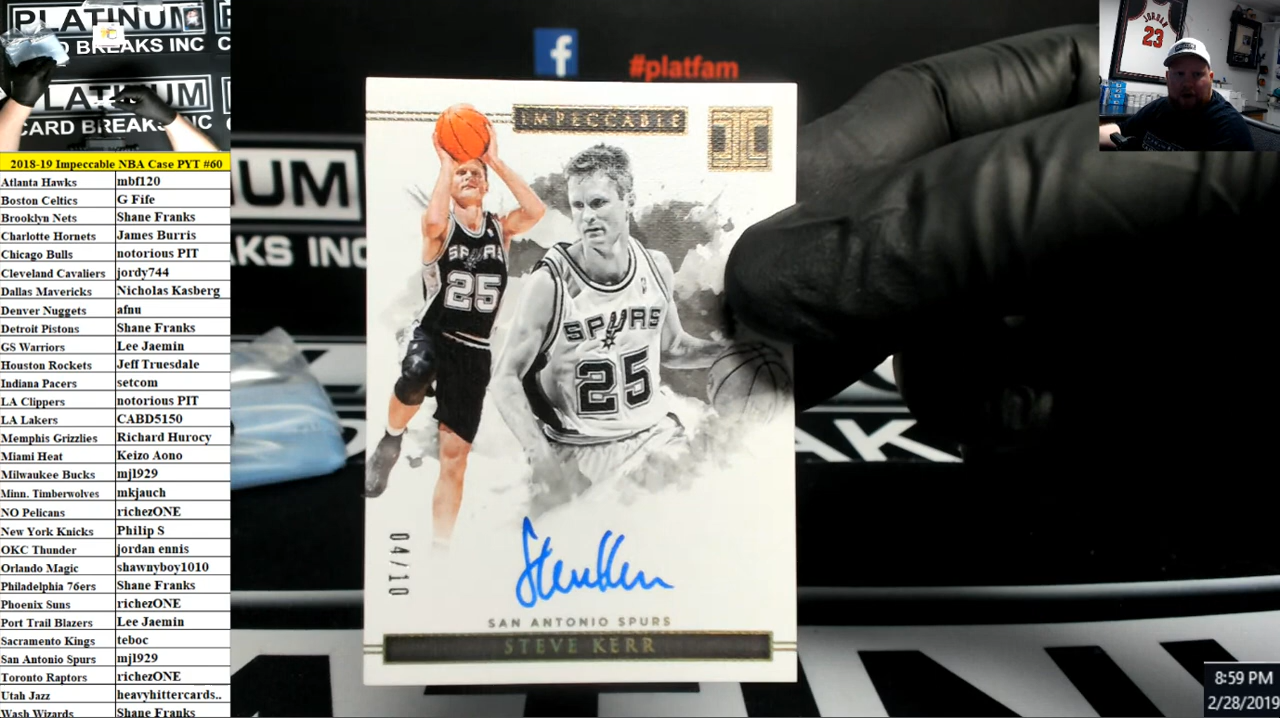 PLATINUM
CARD BREAKS INC
PLATINUM
CARD BREAKS INC
2018-19 Impeccable NBA Case PYT #60
Atlanta Hawks mbf120
Boston Celtics G Fife
Brooklyn Nets Shane Franks
Charlotte Hornets James Burris
Chicago Bulls notorious PIT
Cleveland Cavaliers jordy744
Dallas Mavericks Nicholas Kasberg
Denver Nuggets afnu
Detroit Pistons Shane Franks
GS Warriors Lee Jaemin
Houston Rockets Jeff Truesdale
Indiana Pacers setcom
LA Clippers notorious PIT
LA Lakers CABD5150
Memphis Grizzlies Richard Hurocy
Miami Heat Keizo Aono
Milwaukee Bucks mjl929
Minn. Timberwolves mkjauch
NO Pelicans richezONE
New York Knicks Philip S
OKC Thunder jordan ennis
Orlando Magic shawnyboy1010
Philadelphia 76ers Shane Franks
Phoenix Suns richezONE
Port Trail Blazers Lee Jaemin
Sacramento Kings teboc
San Antonio Spurs mjl929
Toronto Raptors richezONE
Utah Jazz heavyhittercards..
Wash Wizards Shane Franks
f
#platfam
UM
KS INC
IMPECCABLE
SPURS
25
SPURS
25
04/10
Steve Kerr
SAN ANTONIO SPURS
STEVE KERR
AK
JORDAN
23
8:59 PM
2/28/2019